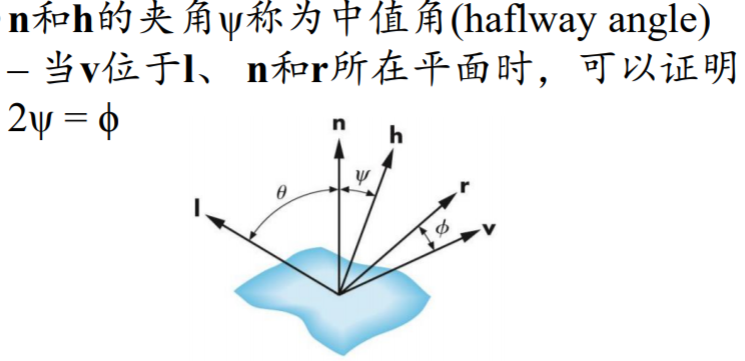 n和h的夹角ψ称为中值角(haflway angle)
– 当v位于l、 n和r所在平面时，可以证明
2ψ = ϕ
n
h
ψ
θ
l
r
ϕ
v